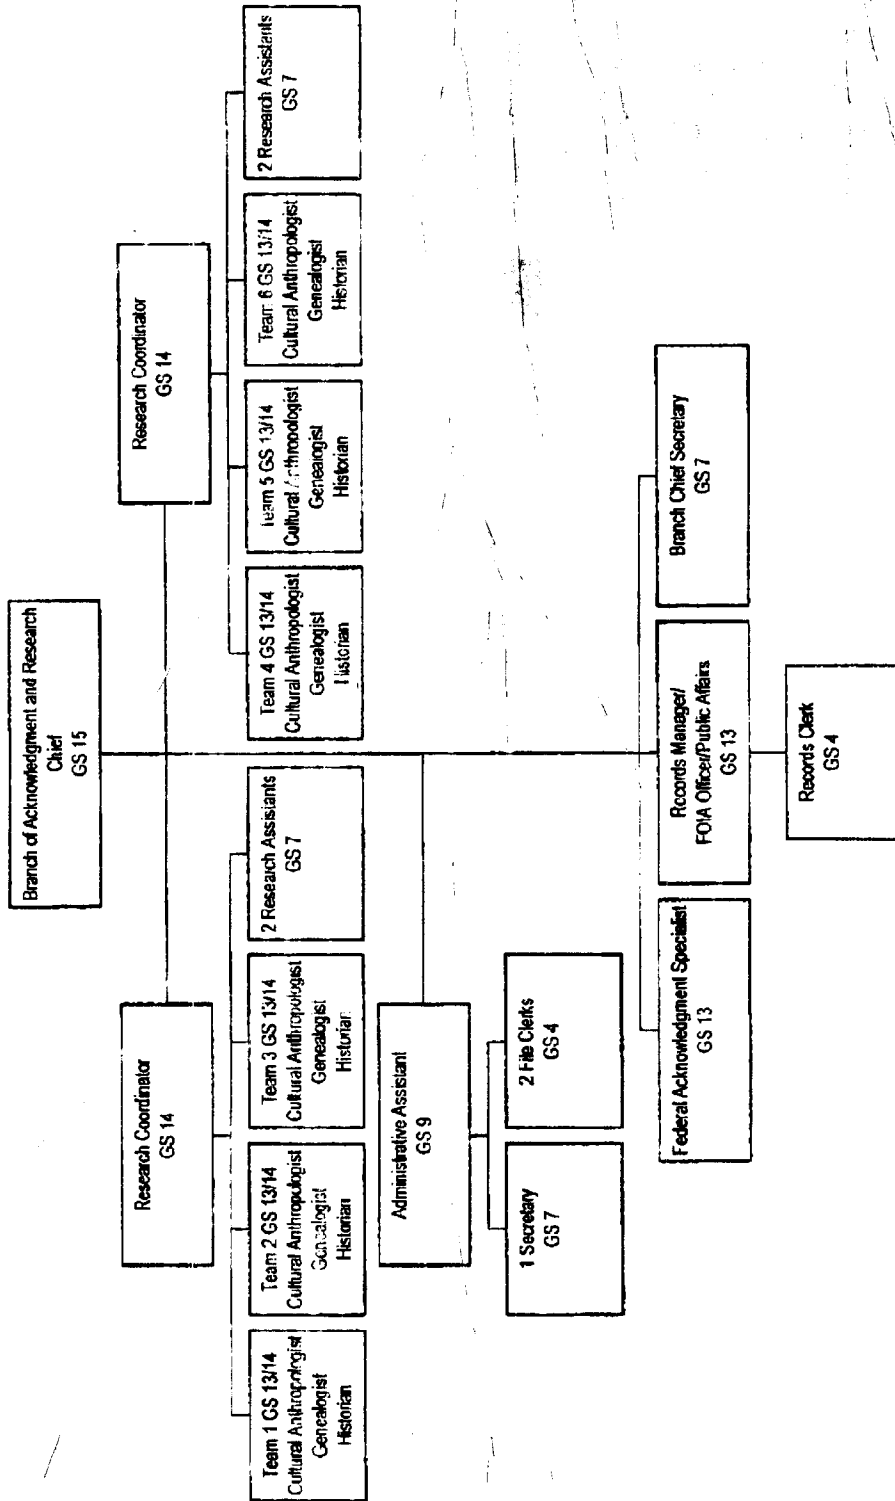 Branch of Acknowledgment and Research
Chief
GS 15
Research Coordinator
GS 14
Research Coordinator
GS 14
Team 1 GS 13/14
Cultural Anthropologist
Genealogist
Historian
Team 2 GS 13/14
Cultural Anthropologist
Genealogist
Historian
Team 3 GS 13/14
Cultural Anthropologist
Genealogist
Historian
2 Research Assistants
GS 7
Team 4 GS 13/14
Cultural Anthropologist
Genealogist
Historian
Team 5 GS 13/14
Cultural Anthropologist
Genealogist
Historian
Team 6 GS 13/14
Cultural Anthropologist
Genealogist
Historian
2 Research Assistants
GS 7
Administrative Assistant
GS 9
1 Secretary
GS 7
2 File Clerks
GS 4
Federal Acknowledgment Specialist
GS 13
Records Manager/
FOIA Officer/Public Affairs
GS 13
Branch Chief Secretary
GS 7
Records Clerk
GS 4